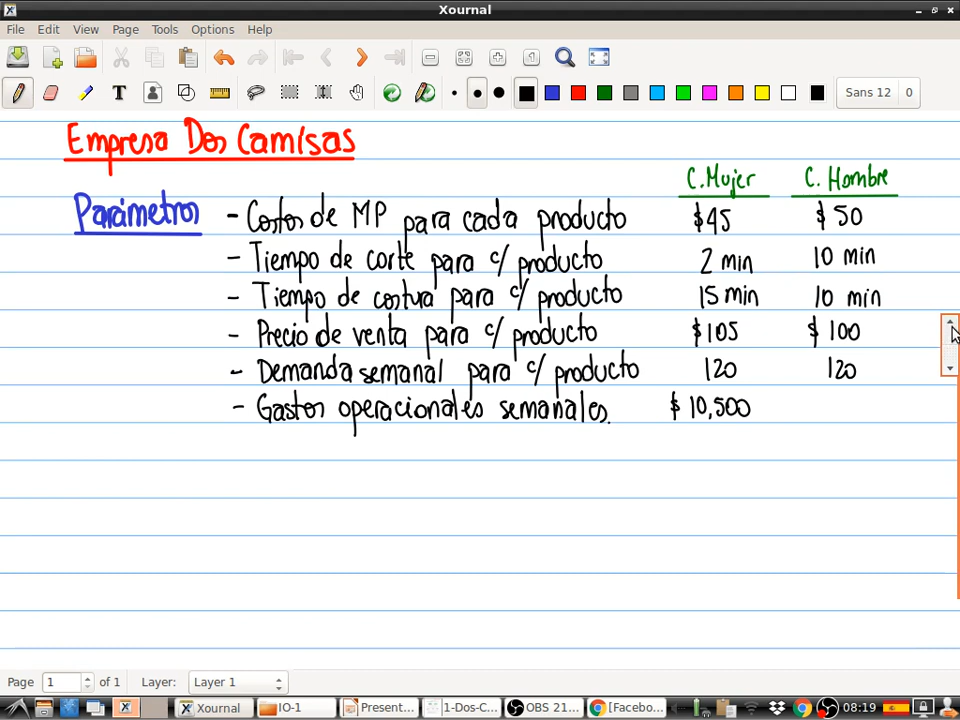 Xournal
File Edit View Page Tools Options Help
Sans 12 0
Empresa Dos Camisas
C.Mujer C. Hombre
Parámetros - Costos de MP para cada producto $45 $50
- Tiempo de corte para c/ producto 2 min 10 min
- Tiempo de costura para c/ producto 15 min 10 min
- Precio de venta para c/ producto $105 $100
- Demanda semanal para c/ producto 120 120
- Gastos operacionales semanales. $10,500
Page 1 of 1 Layer: Layer 1
Xournal IO-1 Present... 1-Dos-C... OBS 21... [Facebo... 08:19